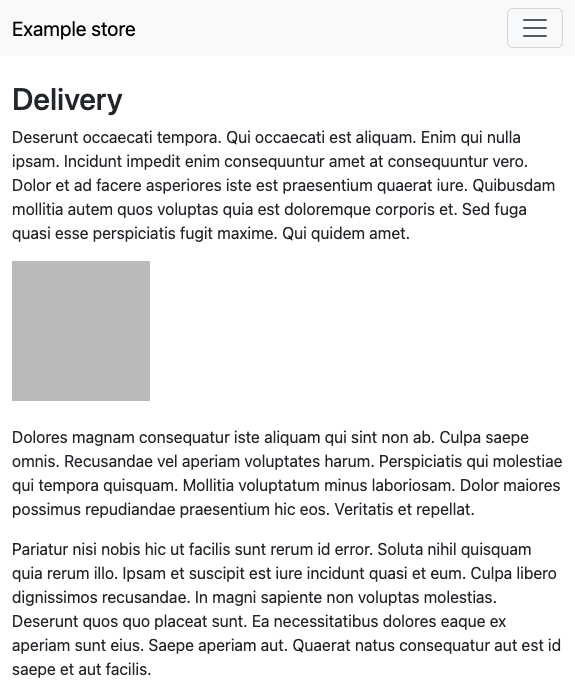 Example store
Delivery
Deserunt occaecati tempora. Qui occaecati est aliquam. Enim qui nulla
ipsam. Incidunt impedit enim consequuntur amet at consequuntur vero.
Dolor et ad facere asperiores iste est praesentium quaerat iure. Quibusdam
mollitia autem quos voluptas quia est doloremque corporis et. Sed fuga
quasi esse perspiciatis fugit maxime. Qui quidem amet.
Dolores magnam consequatur iste aliquam qui sint non ab. Culpa saepe
omnis. Recusandae vel aperiam voluptates harum. Perspiciatis qui molestiae
qui tempora quisquam. Mollitia voluptatum minus laboriosam. Dolor maiores
possimus repudiandae praesentium hic eos. Veritatis et repellat.
Pariatur nisi nobis hic ut facilis sunt rerum id error. Soluta nihil quisquam
quia rerum illo. Ipsam et suscipit est iure incidunt quasi et eum. Culpa libero
dignissimos recusandae. In magni sapiente non voluptas molestias.
Deserunt quos quo placeat sunt. Ea necessitatibus dolores eaque ex
aperiam sunt eius. Saepe aperiam aut. Quaerat natus consequatur aut est id
saepe et aut facilis.